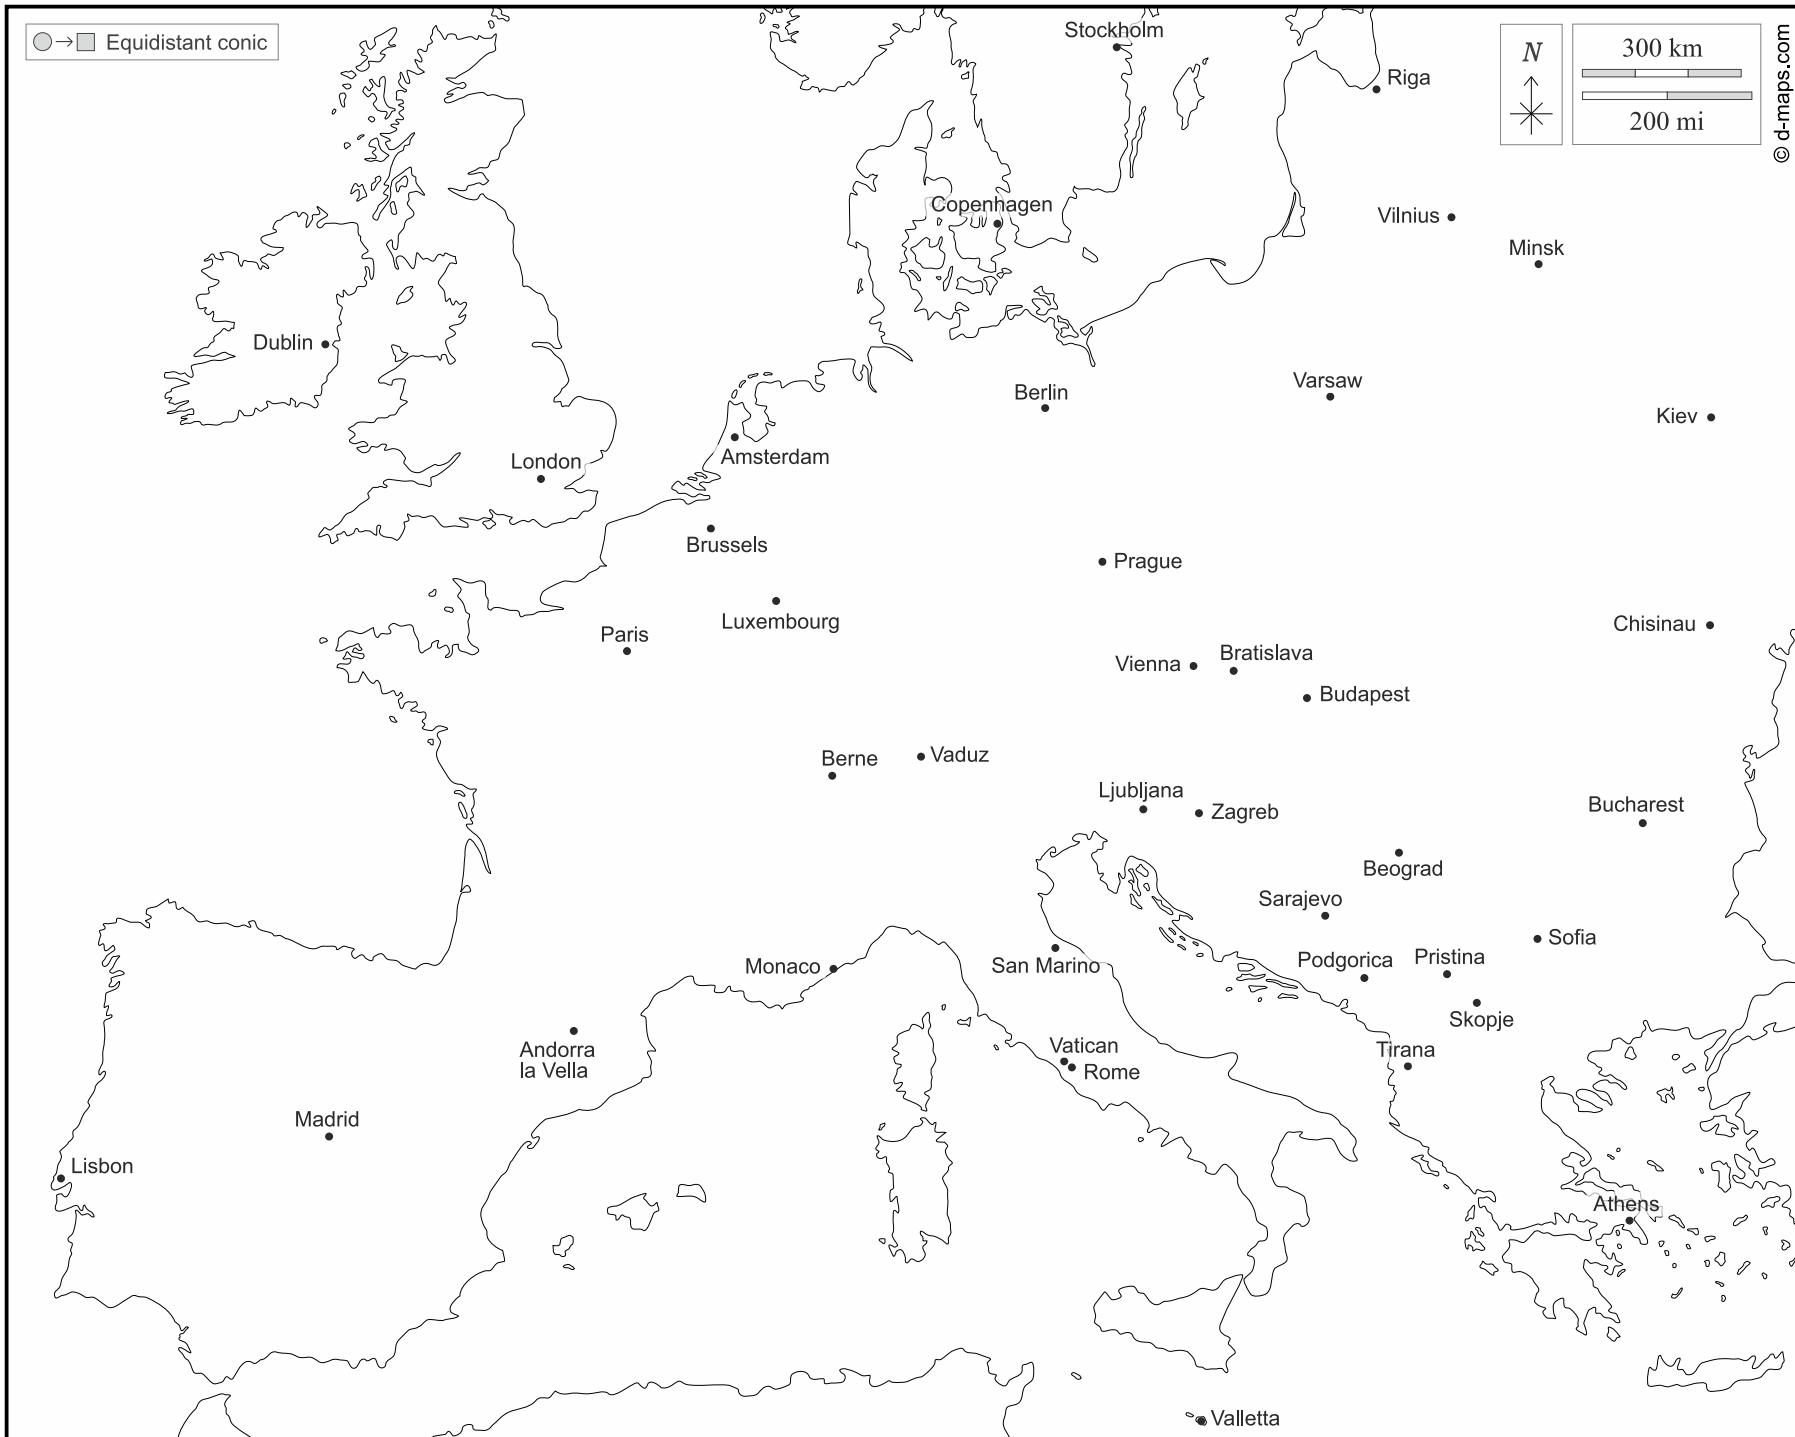 Equidistant conic
Stockholm
N
300 km
200 mi
© d-maps.com
Riga
Copenhagen
Vilnius
Minsk
Dublin
Berlin
Varsaw
Kiev
London
Amsterdam
Brussels
Prague
Luxembourg
Paris
Chisinau
Vienna
Bratislava
Budapest
Berne
Vaduz
Ljubljana
Zagreb
Bucharest
Beograd
Sarajevo
Sofia
Monaco
San Marino
Podgorica
Pristina
Skopje
Andorra
la Vella
Vatican
Rome
Tirana
Madrid
Lisbon
Athens
Valletta